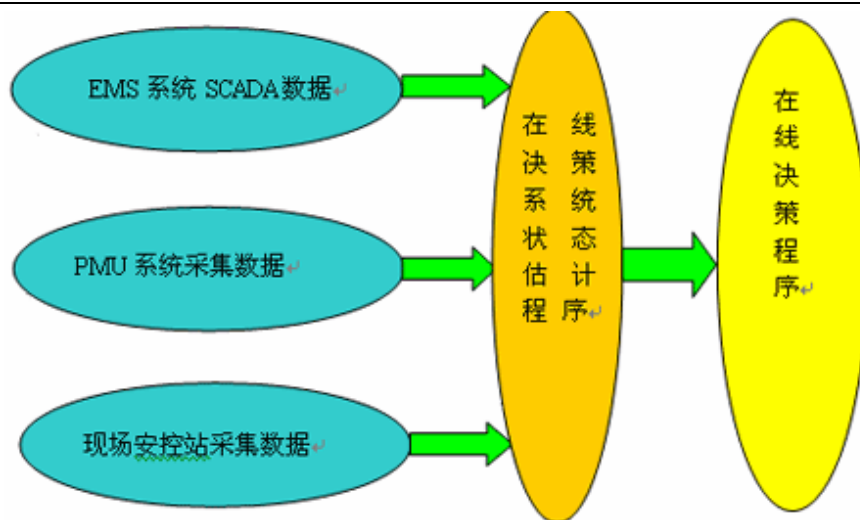 EMS 系统 SCADA数据
PMU 系统采集数据
现场安控站采集数据
在 线
决 策
系 统
状 态
估 计
程 序
在
线
决
策
程
序